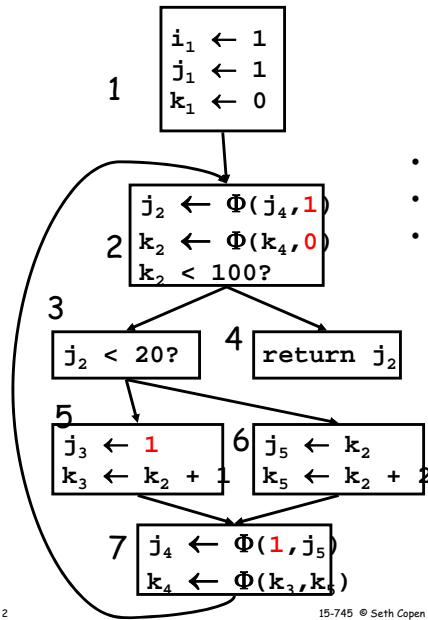 1
i₁ ← 1
j₁ ← 1
k₁ ← 0
•
•
•
2
j₂ ← Φ(j₄,1)
k₂ ← Φ(k₄,0)
k₂ < 100?
3
j₂ < 20?
4
return j₂
5
j₃ ← 1
k₃ ← k₂ + 1
6
j₅ ← k₂
k₅ ← k₂ + 2
7
j₄ ← Φ(1,j₅)
k₄ ← Φ(k₃,k₅)
2
15-745 © Seth Copen